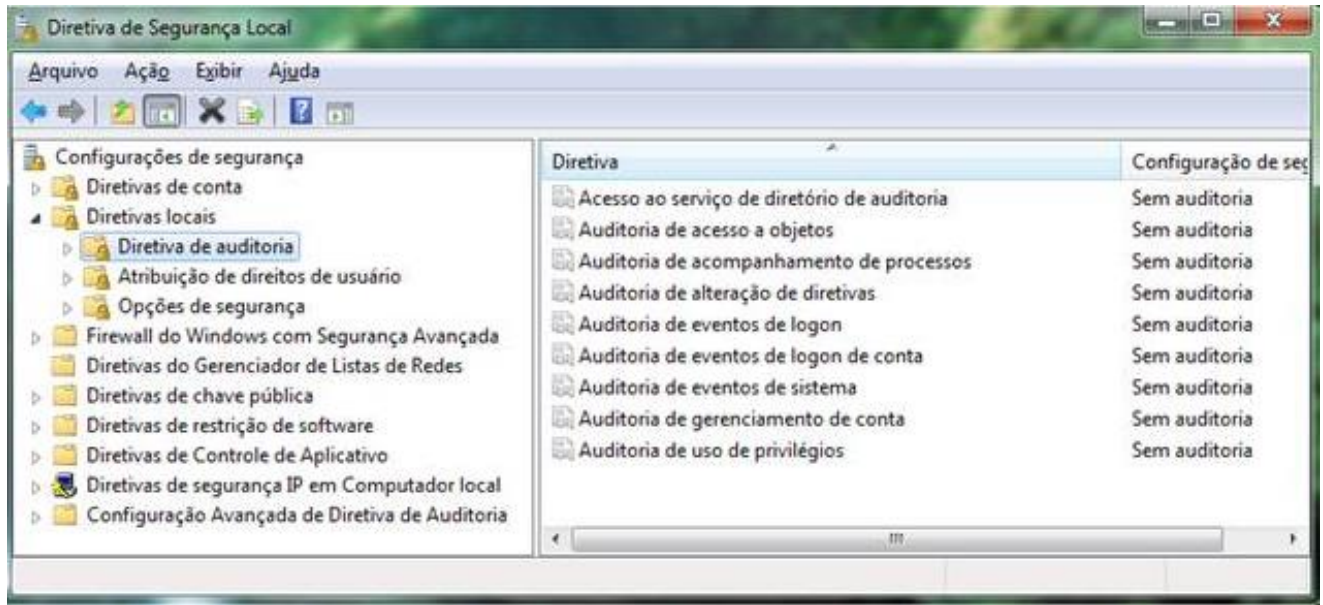 Diretiva de Segurança Local
Arquivo Ação Exibir Ajuda
Configurações de segurança
Diretivas de conta
Diretivas locais
Diretiva de auditoria
Atribuição de direitos de usuário
Opções de segurança
Firewall do Windows com Segurança Avançada
Diretivas do Gerenciador de Listas de Redes
Diretivas de chave pública
Diretivas de restrição de software
Diretivas de Controle de Aplicativo
Diretivas de segurança IP em Computador local
Configuração Avançada de Diretiva de Auditoria
Diretiva Configuração de seg
Acesso ao serviço de diretório de auditoria Sem auditoria
Auditoria de acesso a objetos Sem auditoria
Auditoria de acompanhamento de processos Sem auditoria
Auditoria de alteração de diretivas Sem auditoria
Auditoria de eventos de logon Sem auditoria
Auditoria de eventos de logon de conta Sem auditoria
Auditoria de eventos de sistema Sem auditoria
Auditoria de gerenciamento de conta Sem auditoria
Auditoria de uso de privilégios Sem auditoria